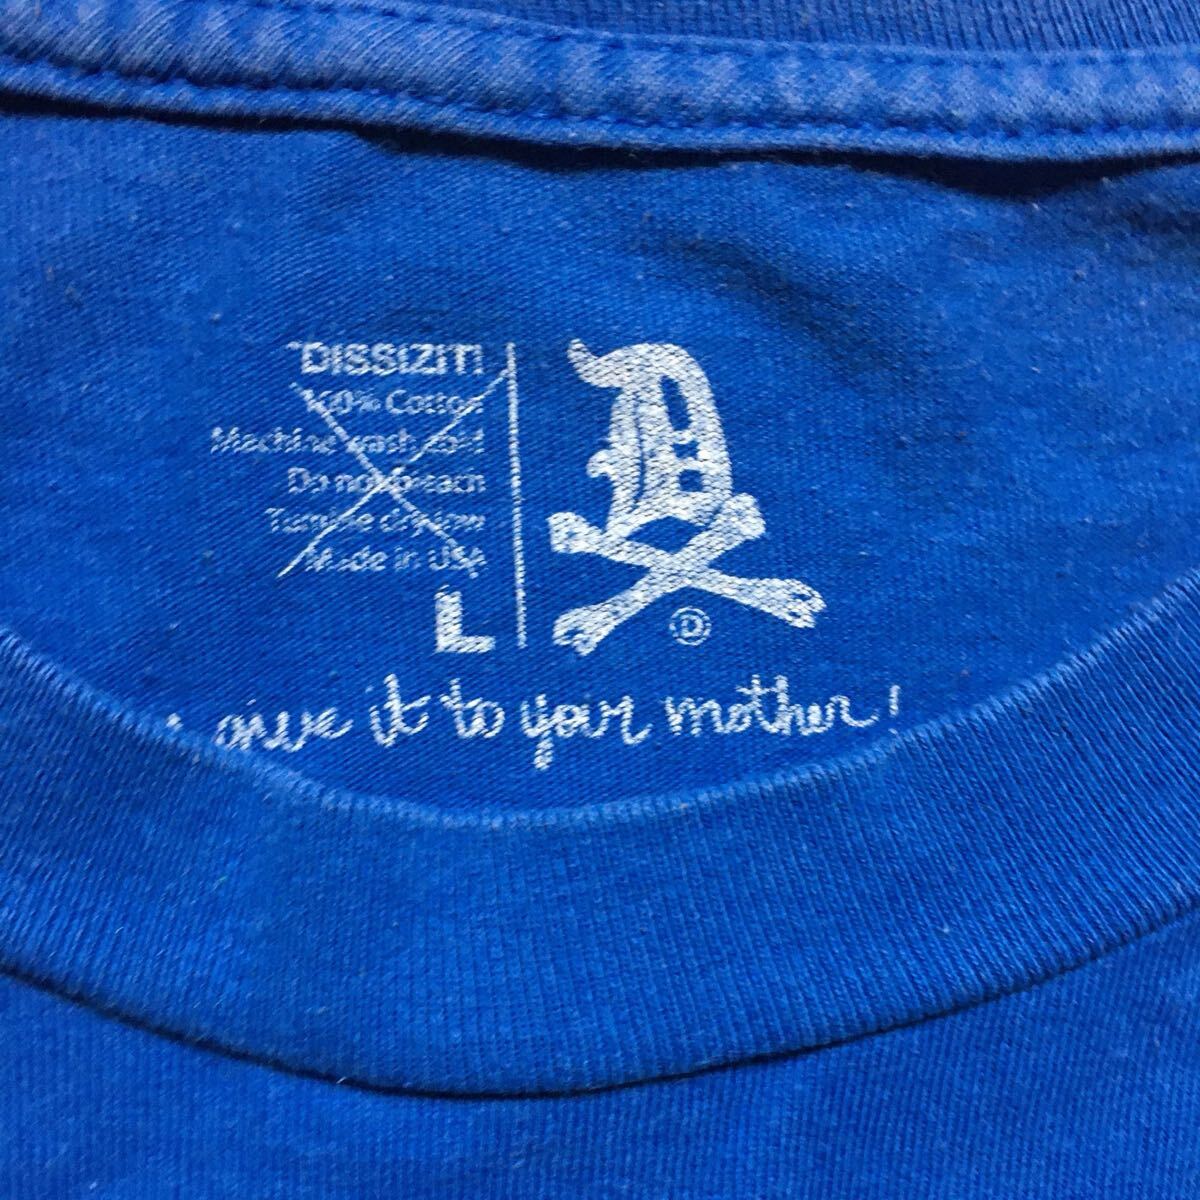 DISSIZIT!
100% Cotton
Machine wash cold
Do not bleach
Tumble dry low
Made in USA
L
D
D
give it to your mother!